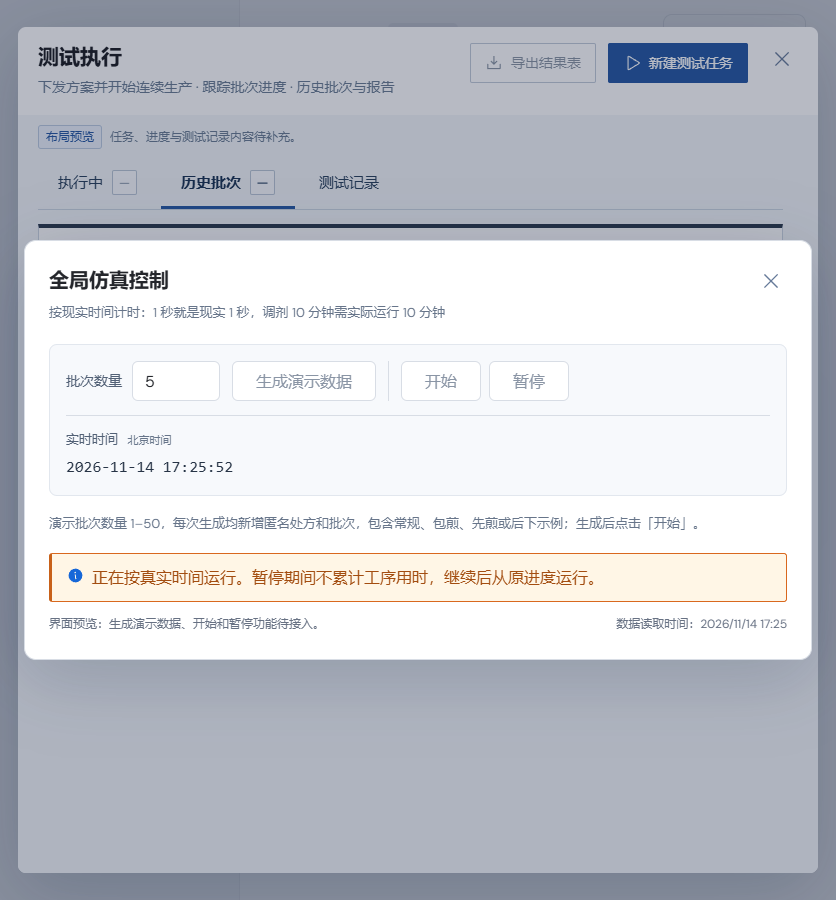 测试执行
导出结果表
新建测试任务
下发方案并开始连续生产 · 跟踪批次进度 · 历史批次与报告
布局预览 任务、进度与测试记录内容待补充。
执行中 — 历史批次 — 测试记录
全局仿真控制
按现实时间计时：1 秒就是现实 1 秒，调剂 10 分钟需实际运行 10 分钟
批次数量 5 生成演示数据 开始 暂停
实时时间 北京时间
2026-11-14 17:25:52
演示批次数量 1–50，每次生成均新增匿名处方和批次，包含常规、包煎、先煎或后下示例；生成后点击「开始」。
正在按真实时间运行。暂停期间不累计工序用时，继续后从原进度运行。
界面预览：生成演示数据、开始和暂停功能待接入。 数据读取时间：2026/11/14 17:25